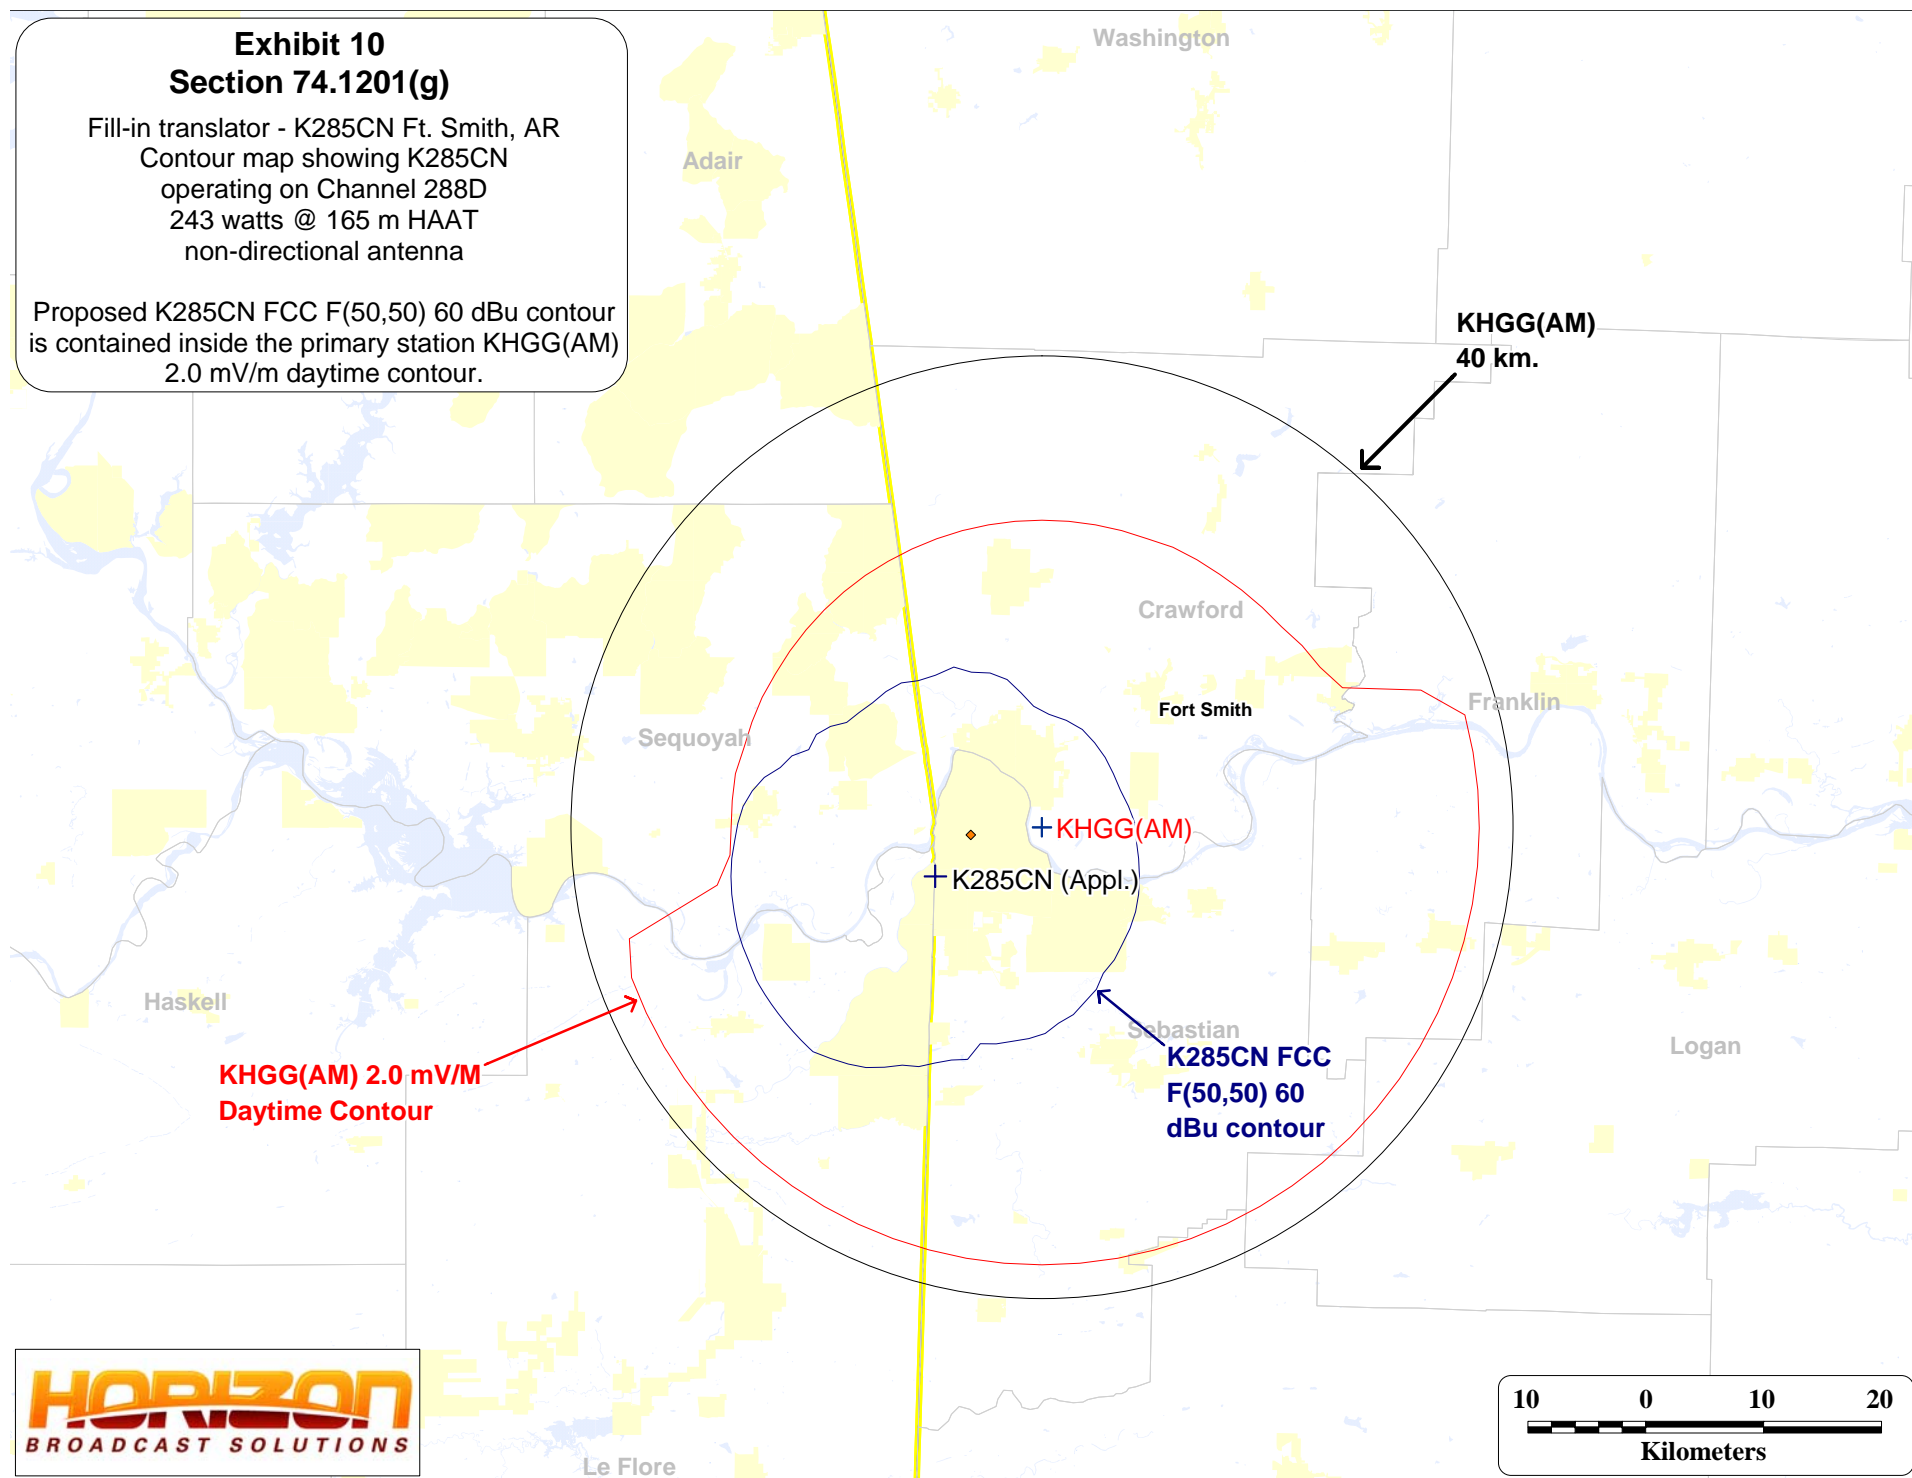 Exhibit 10
Section 74.1201(g)
Fill-in translator - K285CN Ft. Smith, AR
Contour map showing K285CN
operating on Channel 288D
243 watts @ 165 m HAAT
non-directional antenna
Proposed K285CN FCC F(50,50) 60 dBu contour
is contained inside the primary station KHGG(AM)
2.0 mV/m daytime contour.
Washington
Adair
KHGG(AM)
40 km.
Crawford
Fort Smith
Franklin
Sequoyah
KHGG(AM)
K285CN (Appl.)
Haskell
Sebastian
Logan
KHGG(AM) 2.0 mV/M
Daytime Contour
K285CN FCC
F(50,50) 60
dBu contour
Le Flore
HORIZON
BROADCAST SOLUTIONS
10 0 10 20
Kilometers